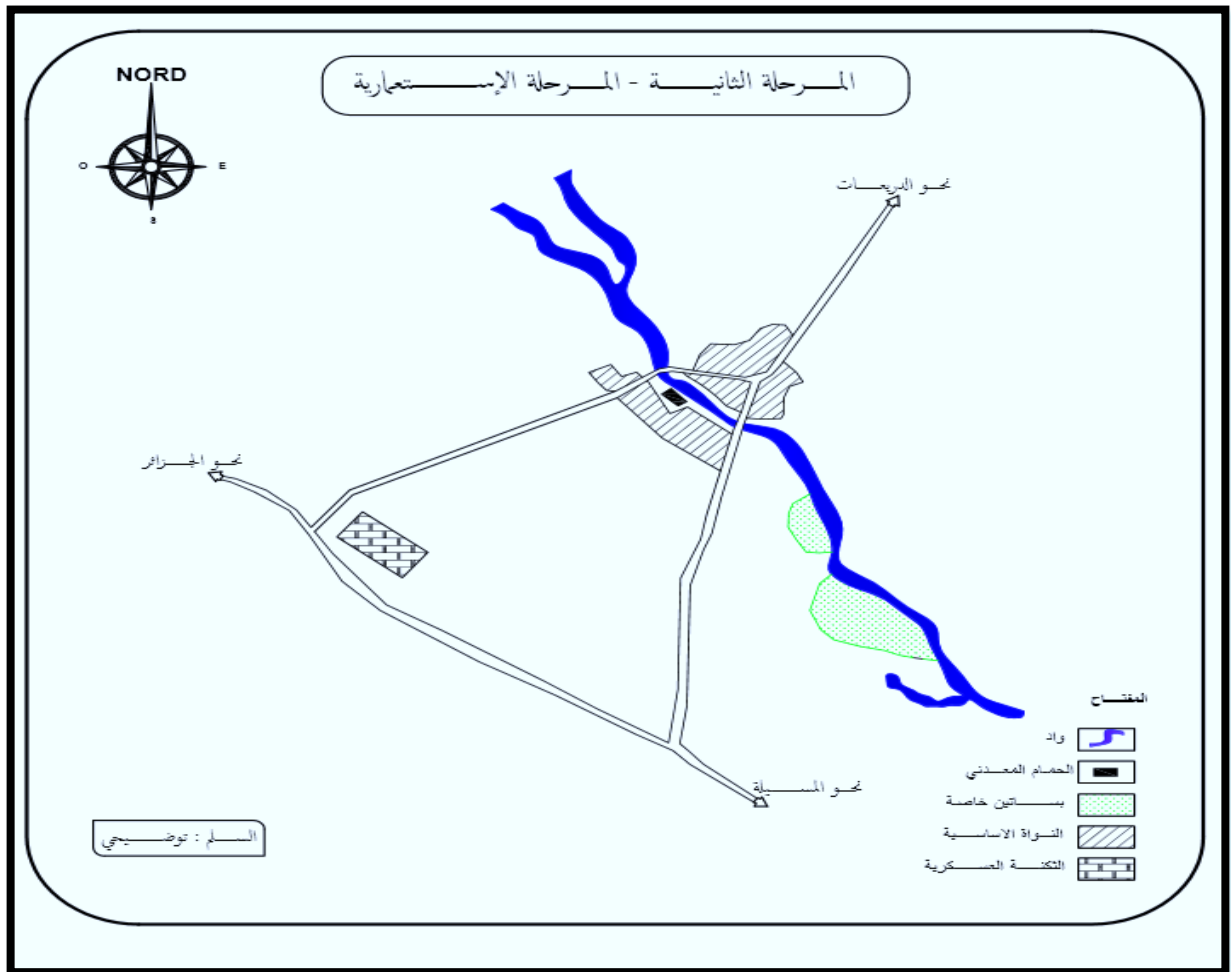 المرحلة الثانية - المرحلة الإستعمارية
NORD
O
E
S
نحو الدريعات
نحو الجزائر
نحو المسيلة
المفتاح
واد
الحمام المعدني
بساتين خاصة
النواة الاساسية
الثكنة العسكرية
السلم : توضيحي